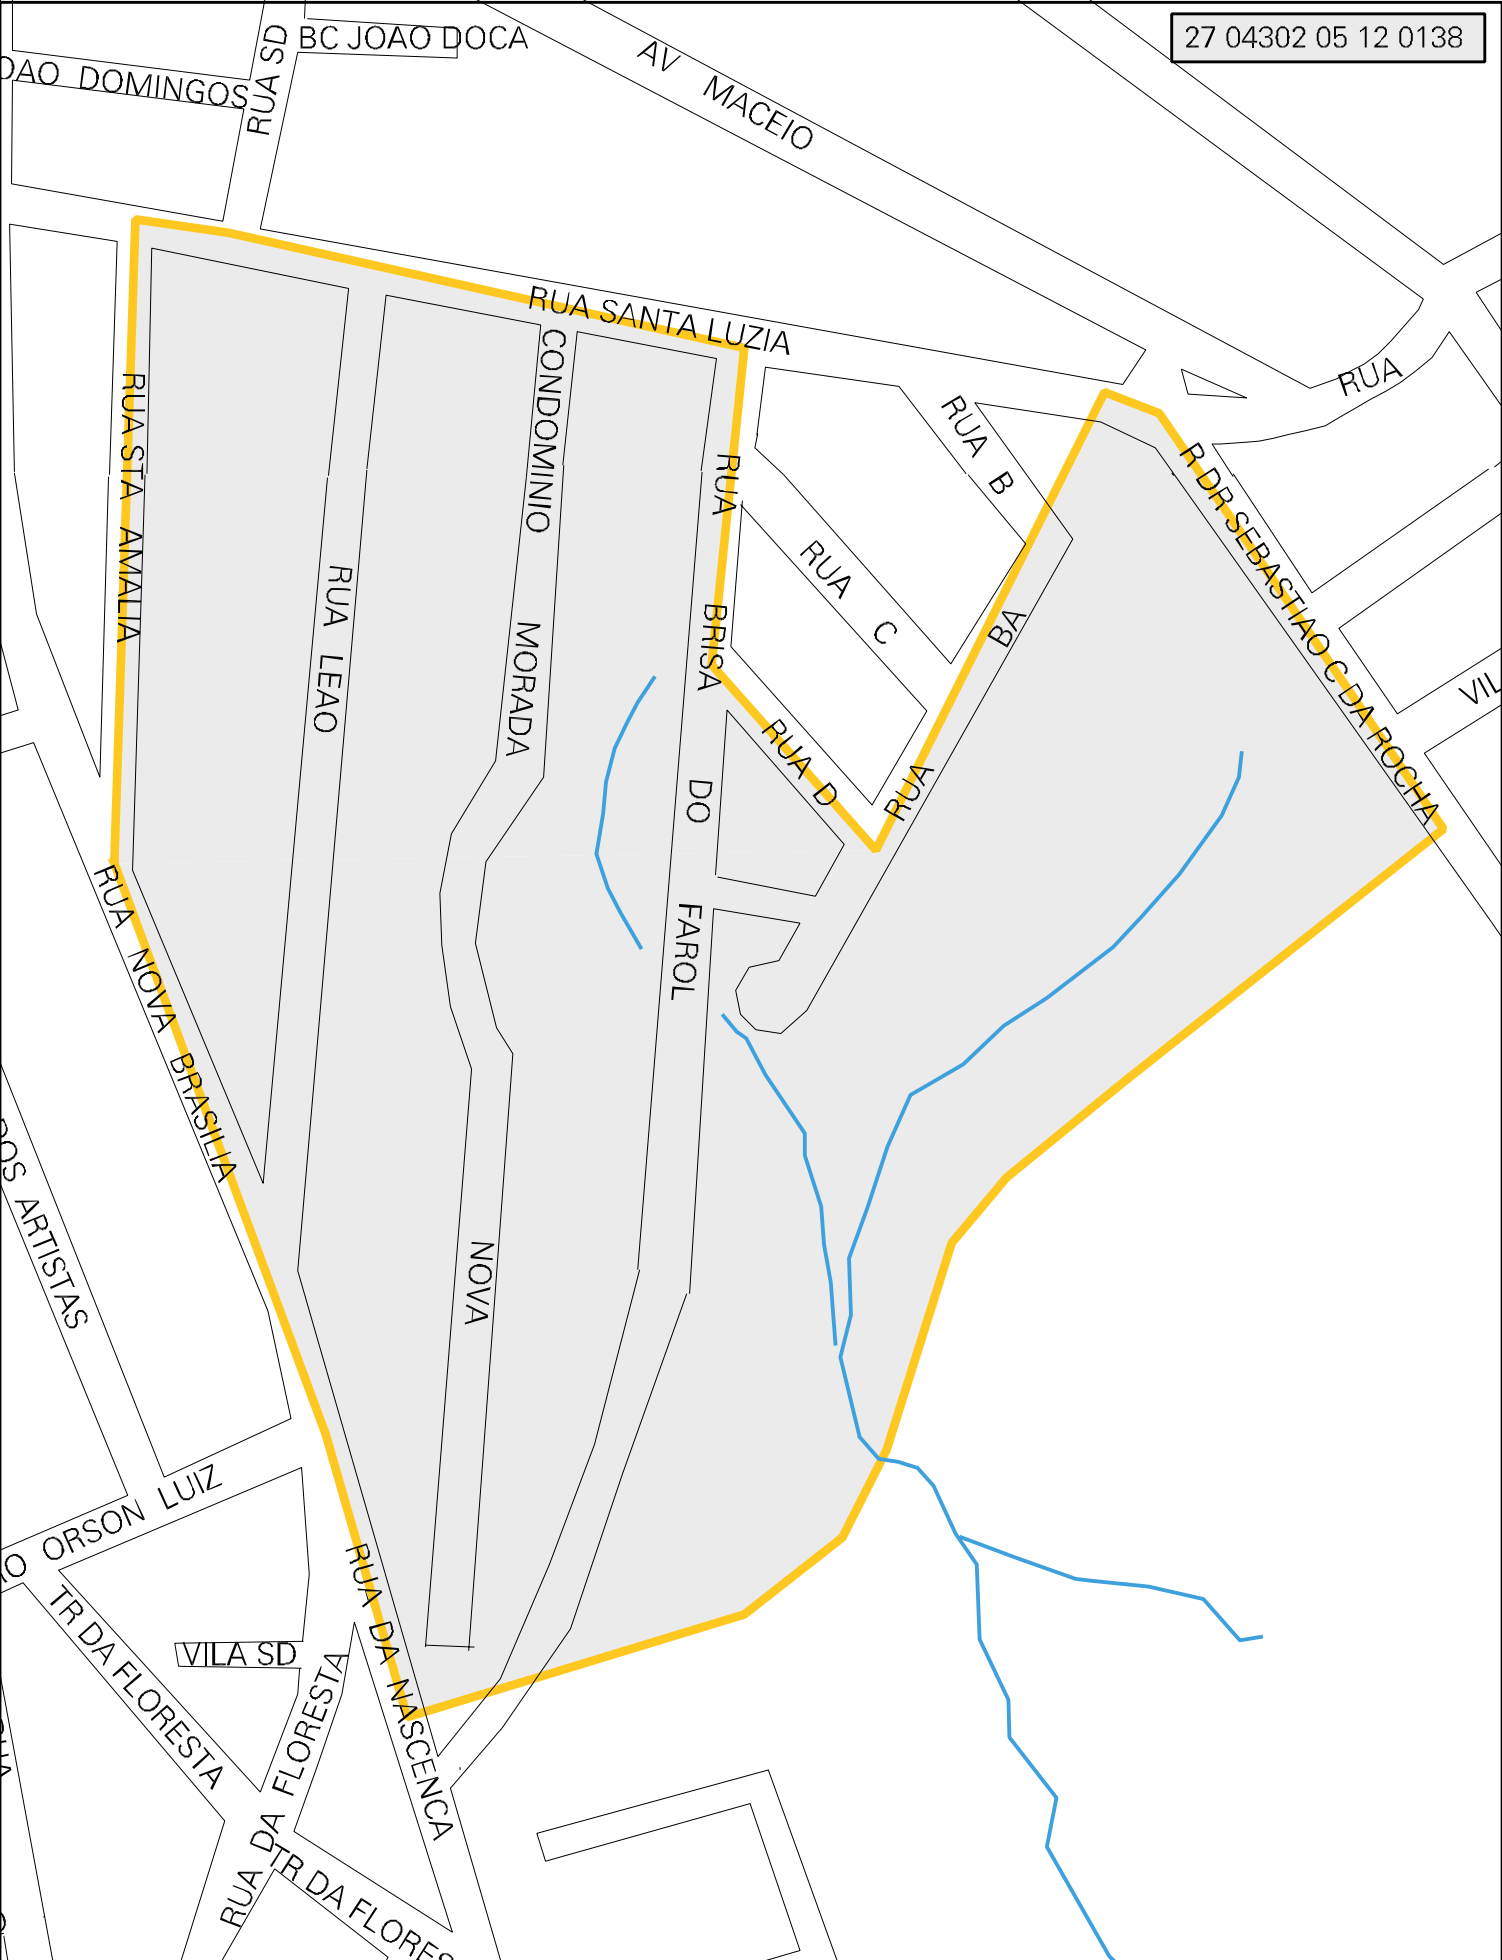 27 04302 05 12 0138
BC JOAO DOCA
RUA SD
OAO DOMINGOS
AV MACEIO
RUA SANTA LUZIA
RUA
RUA STA AMALIA
CONDOMINIO MORADA NOVA
RUA LEAO
RUA BRISA DO FAROL
RUA B
RUA C
RUA D
RUA BA
R DR SEBASTIAO C DA ROCHA
VIL
RUA NOVA BRASILIA
OS ARTISTAS
O ORSON LUIZ
RUA DA NASCENCA
TR DA FLORESTA
VILA SD
RUA DA FLORESTA
TR DA FLORES